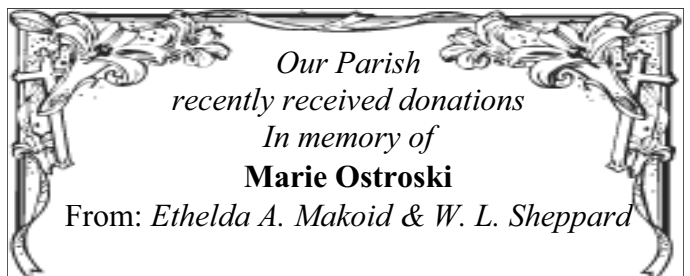 Our Parish
recently received donations
In memory of
Marie Ostroski
From: Ethelda A. Makoid & W. L. Sheppard